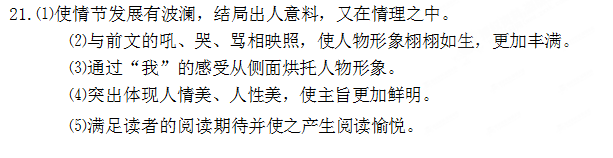 21.⑴使情节发展有波澜，结局出人意料，又在情理之中。
⑵与前文的吼、哭、骂相映照，使人物形象栩栩如生，更加丰满。
⑶通过“我”的感受从侧面烘托人物形象。
⑷突出体现人情美、人性美，使主旨更加鲜明。
⑸满足读者的阅读期待并使之产生阅读愉悦。